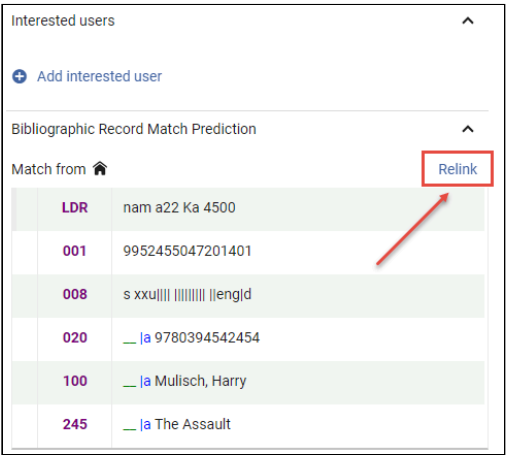 Interested users
Add interested user
Bibliographic Record Match Prediction
Match from
Relink
LDR nam a22 Ka 4500
001 9952455047201401
008 s xxu|||| ||||||||| ||eng|d
020 __ |a 9780394542454
100 __ |a Mulisch, Harry
245 __ |a The Assault